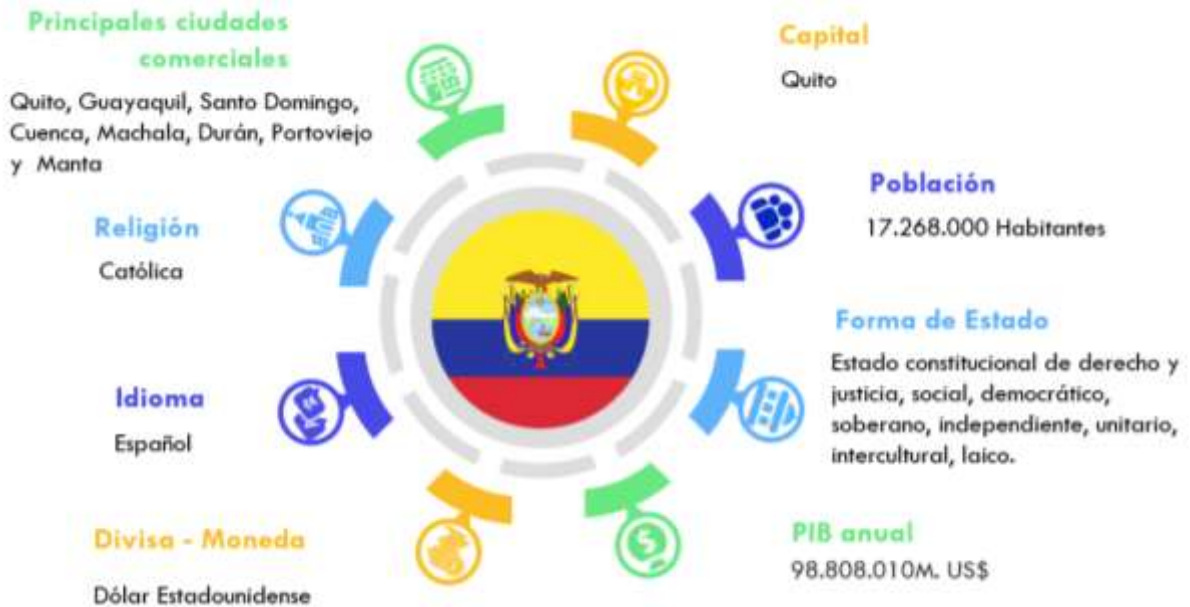 Principales ciudades
comerciales
Quito, Guayaquil, Santo Domingo,
Cuenca, Machala, Durán, Portoviejo
y Manta
Religión
Católica
Idioma
Español
Divisa - Moneda
Dólar Estadounidense
Capital
Quito
Población
17.268.000 Habitantes
Forma de Estado
Estado constitucional de derecho y
justicia, social, democrático,
soberano, independiente, unitario,
intercultural, laico.
PIB anual
98.808.010M. US$